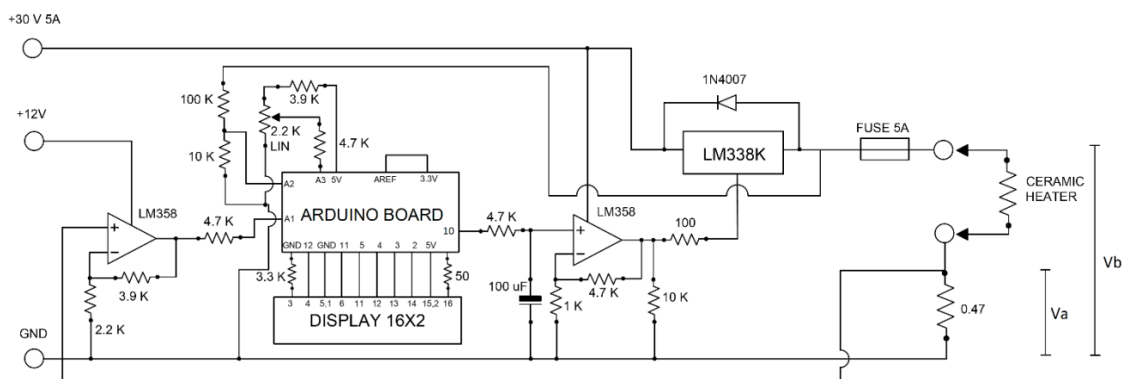 +30 V 5A
+12V
GND
100 K
10 K
3.9 K
2.2 K
LIN
4.7 K
A3 5V
AREF
3.3V
A2
A1
ARDUINO BOARD
10
GND 12 GND 11 5 4 3 2 5V
3.3 K
50
3 4 5,1 6 11 12 13 14 15,2 16
DISPLAY 16X2
LM358
+
−
4.7 K
3.9 K
2.2 K
4.7 K
100 uF
LM358
+
−
4.7 K
1 K
10 K
100
1N4007
LM338K
FUSE 5A
CERAMIC
HEATER
0.47
Va
Vb